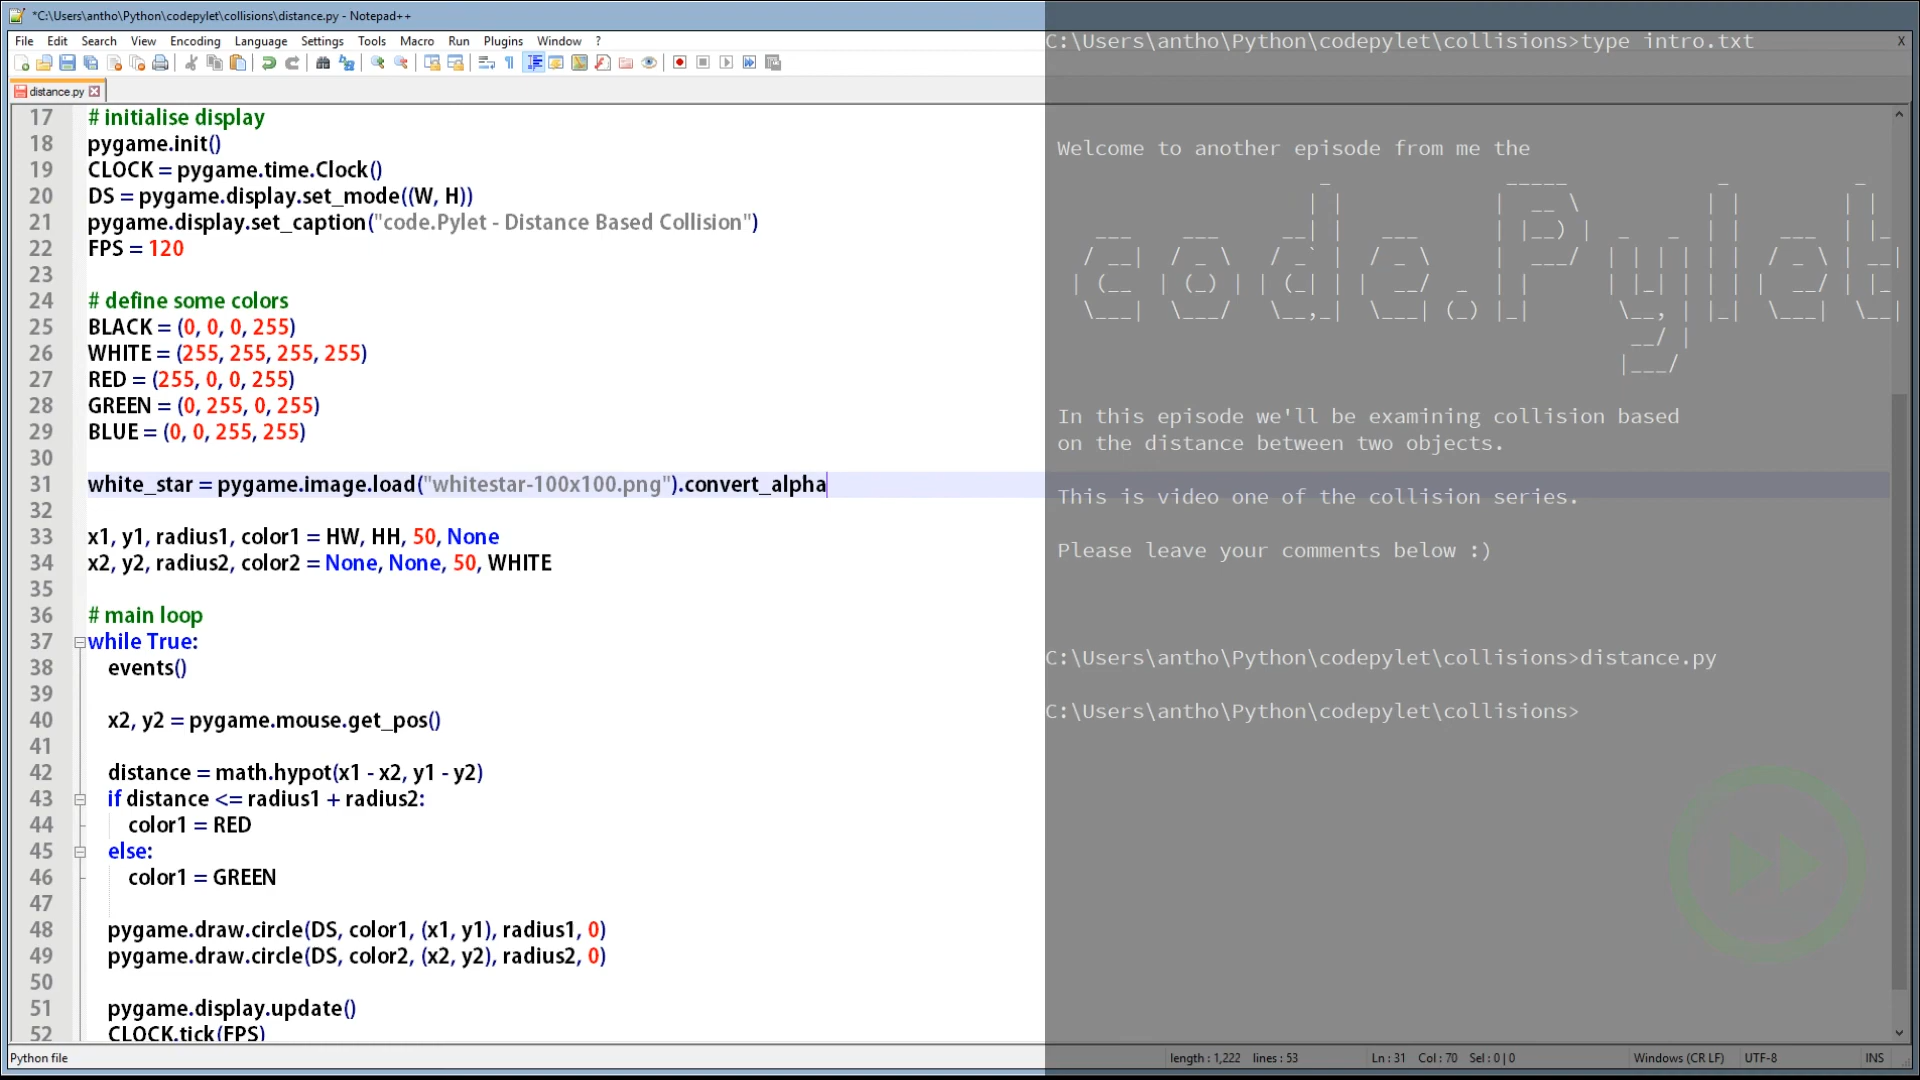 *C:\Users\antho\Python\codepylet\collisions\distance.py - Notepad++
File Edit Search View Encoding Language Settings Tools Macro Run Plugins Window ?
X
distance.py
17 # initialise display
18 pygame.init()
19 CLOCK = pygame.time.Clock()
20 DS = pygame.display.set_mode((W, H))
21 pygame.display.set_caption("code.Pylet - Distance Based Collision")
22 FPS = 120
23
24 # define some colors
25 BLACK = (0, 0, 0, 255)
26 WHITE = (255, 255, 255, 255)
27 RED = (255, 0, 0, 255)
28 GREEN = (0, 255, 0, 255)
29 BLUE = (0, 0, 255, 255)
30
31 white_star = pygame.image.load("whitestar-100x100.png").convert_alpha
32
33 x1, y1, radius1, color1 = HW, HH, 50, None
34 x2, y2, radius2, color2 = None, None, 50, WHITE
35
36 # main loop
37 while True:
38 events()
39
40 x2, y2 = pygame.mouse.get_pos()
41
42 distance = math.hypot(x1 - x2, y1 - y2)
43 if distance <= radius1 + radius2:
44 color1 = RED
45 else:
46 color1 = GREEN
47
48 pygame.draw.circle(DS, color1, (x1, y1), radius1, 0)
49 pygame.draw.circle(DS, color2, (x2, y2), radius2, 0)
50
51 pygame.display.update()
52 CLOCK.tick(FPS)
C:\Users\antho\Python\codepylet\collisions>type intro.txt
Welcome to another episode from me the
code.Pylet
In this episode we'll be examining collision based
on the distance between two objects.
This is video one of the collision series.
Please leave your comments below :)
C:\Users\antho\Python\codepylet\collisions>distance.py
C:\Users\antho\Python\codepylet\collisions>
Python file length : 1,222 lines : 53 Ln : 31 Col : 70 Sel : 0 | 0 Windows (CR LF) UTF-8 INS